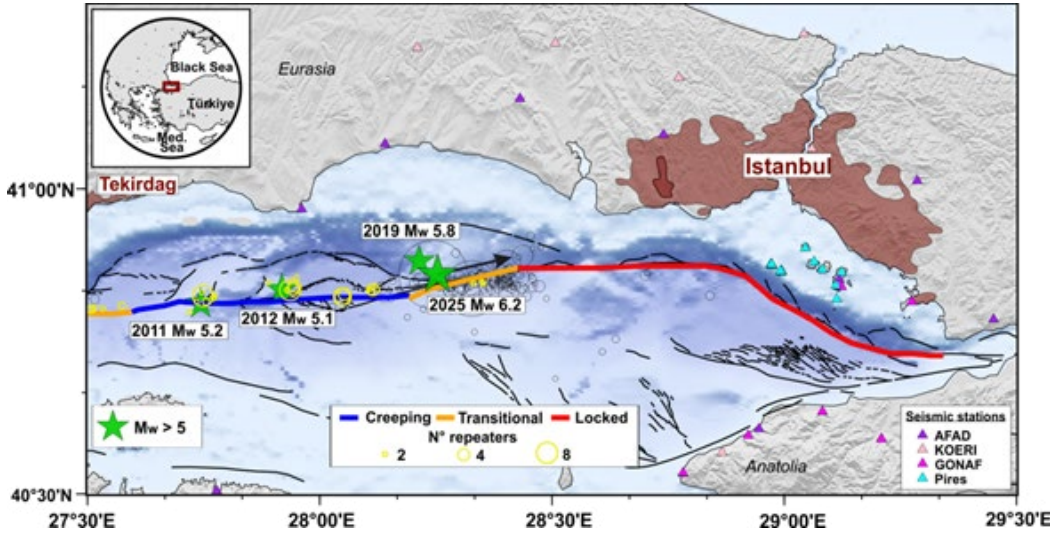 Black Sea
Türkiye
Med.
Sea
Eurasia
41°00'N
Tekirdag
Istanbul
2019 Mw 5.8
2012 Mw 5.1
2025 Mw 6.2
2011 Mw 5.2
Mw > 5
Creeping
Transitional
Locked
N° repeaters
2
4
8
Anatolia
Seismic stations
AFAD
KOERI
GONAF
Pires
40°30'N
27°30'E
28°00'E
28°30'E
29°00'E
29°30'E